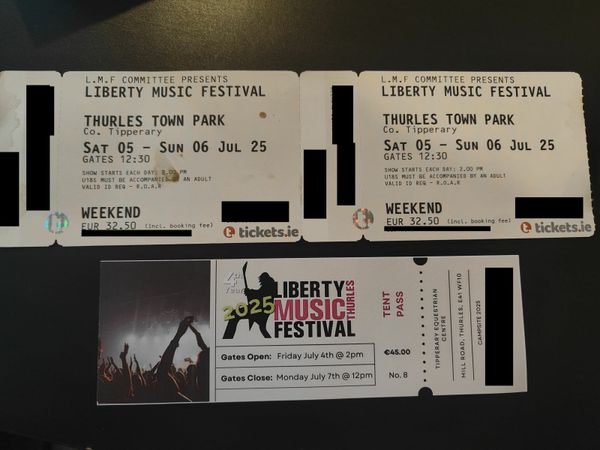 L.M.F COMMITTEE PRESENTS
LIBERTY MUSIC FESTIVAL
THURLES TOWN PARK
Co. Tipperary
SAT 05 - SUN 06 JUL 25
GATES 12:30
SHOW STARTS EACH DAY: 2.00 PM
U18S MUST BE ACCOMPANIED BY AN ADULT
VALID ID REQ - R.O.A.R
WEEKEND
EUR 32.50 (incl. booking fee)
tickets.ie
L.M.F COMMITTEE PRESENTS
LIBERTY MUSIC FESTIVAL
THURLES TOWN PARK
Co. Tipperary
SAT 05 - SUN 06 JUL 25
GATES 12:30
SHOW STARTS EACH DAY: 2.00 PM
U18S MUST BE ACCOMPANIED BY AN ADULT
VALID ID REQ - R.O.A.R
WEEKEND
EUR 32.50 (incl. booking fee)
tickets.ie
4th
Year
2025
LIBERTY
MUSIC
FESTIVAL
THURLES
Gates Open: Friday July 4th @ 2pm
Gates Close: Monday July 7th @ 12pm
TENT
PASS
€45.00
No. 8
TIPPERARY EQUESTRIAN
CENTRE
MILL ROAD, THURLES, E41 WF10
CAMPSITE 2025